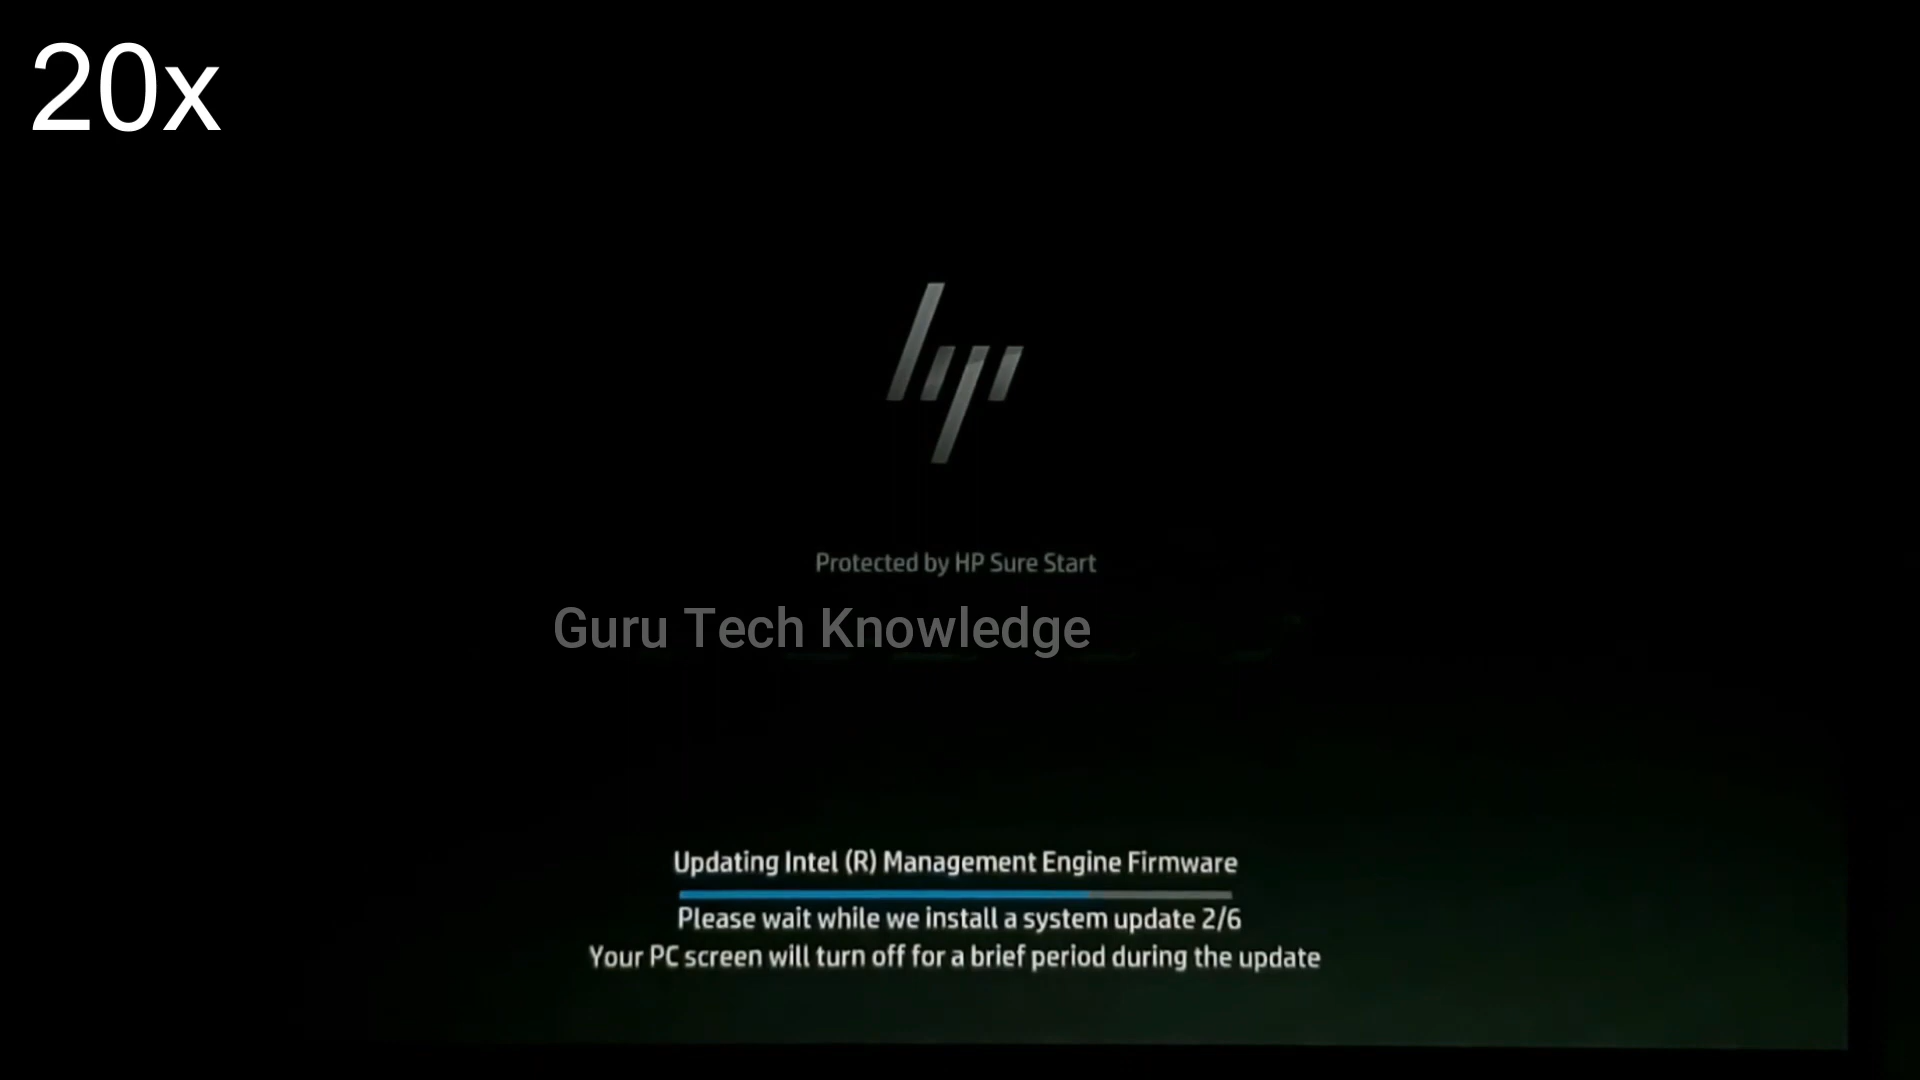 20x
hp
Protected by HP Sure Start
Guru Tech Knowledge
Updating Intel (R) Management Engine Firmware
Please wait while we install a system update 2/6
Your PC screen will turn off for a brief period during the update